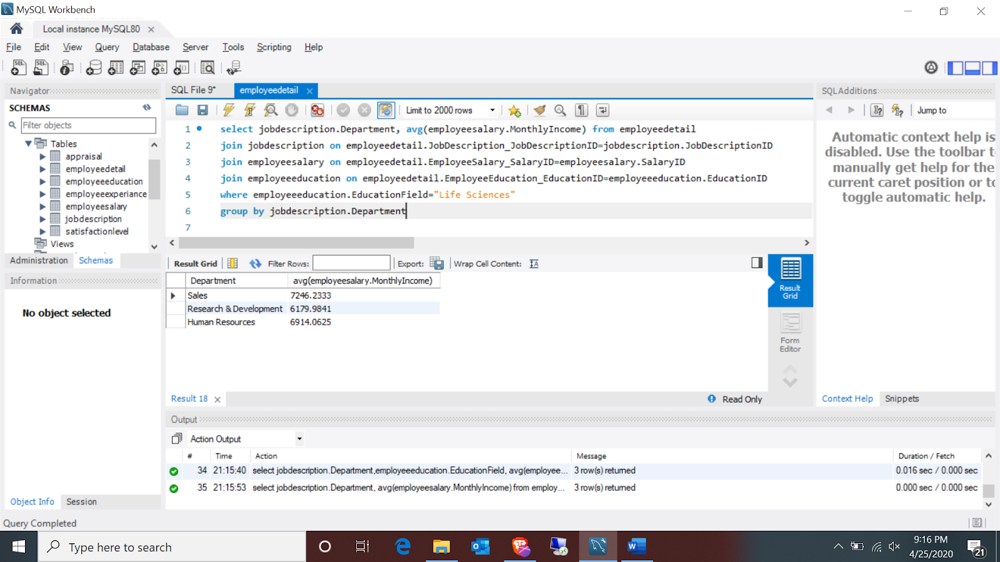 MySQL Workbench
Local instance MySQL80
File Edit View Query Database Server Tools Scripting Help
Navigator
SCHEMAS
Filter objects
Tables
appraisal
employeedetail
employeeeducation
employeeexperiance
employeesalary
jobdescription
satisfactionlevel
Views
Administration Schemas
Information
No object selected
Object Info Session
SQL File 9* employeedetail
Limit to 2000 rows
1 select jobdescription.Department, avg(employeesalary.MonthlyIncome) from employeedetail
2 join jobdescription on employeedetail.JobDescription_JobDescriptionID=jobdescription.JobDescriptionID
3 join employeesalary on employeedetail.EmployeeSalary_SalaryID=employeesalary.SalaryID
4 join employeeeducation on employeedetail.EmployeeEducation_EducationID=employeeeducation.EducationID
5 where employeeeducation.EducationField="Life Sciences"
6 group by jobdescription.Department
7
Result Grid Filter Rows: Export: Wrap Cell Content:
Department avg(employeesalary.MonthlyIncome)
Sales 7246.2333
Research & Development 6179.9841
Human Resources 6914.0625
Result
Grid
Form
Editor
Result 18 Read Only
SQLAdditions
Jump to
Automatic context help is
disabled. Use the toolbar t
manually get help for the
current caret position or to
toggle automatic help.
Context Help Snippets
Output
Action Output
# Time Action Message Duration / Fetch
34 21:15:40 select jobdescription.Department,employeeeducation.EducationField, avg(employee... 3 row(s) returned 0.016 sec / 0.000 sec
35 21:15:53 select jobdescription.Department, avg(employeesalary.MonthlyIncome) from employ... 3 row(s) returned 0.000 sec / 0.000 sec
Query Completed
Type here to search
9:16 PM
4/25/2020
21